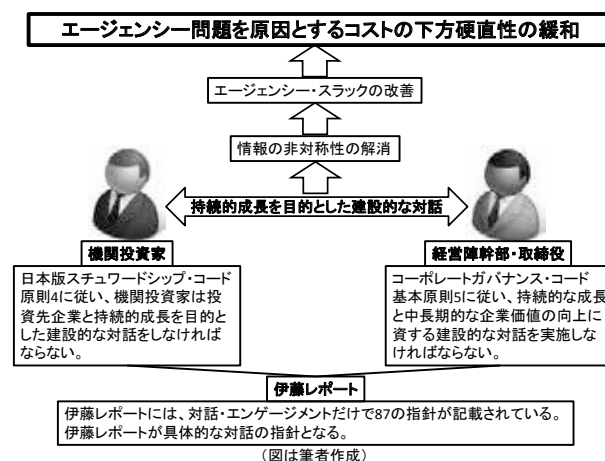 エージェンシー問題を原因とするコストの下方硬直性の緩和
エージェンシー・スラックの改善
情報の非対称性の解消
持続的成長を目的とした建設的な対話
機関投資家
日本版スチュワードシップ・コード
原則4に従い、機関投資家は投
資先企業と持続的成長を目的と
した建設的な対話をしなければ
ならない。
経営陣幹部・取締役
コーポレートガバナンス・コード
基本原則5に従い、持続的な成長
と中長期的な企業価値の向上に
資する建設的な対話を実施しな
ければならない。
伊藤レポート
伊藤レポートには、対話・エンゲージメントだけで87の指針が記載されている。
伊藤レポートが具体的な対話の指針となる。
(図は筆者作成)